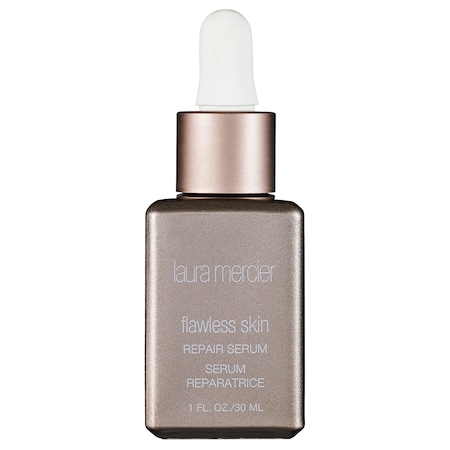 laura mercier
flawless skin
REPAIR SERUM
SERUM
REPARATRICE
1 FL. OZ./30 ML